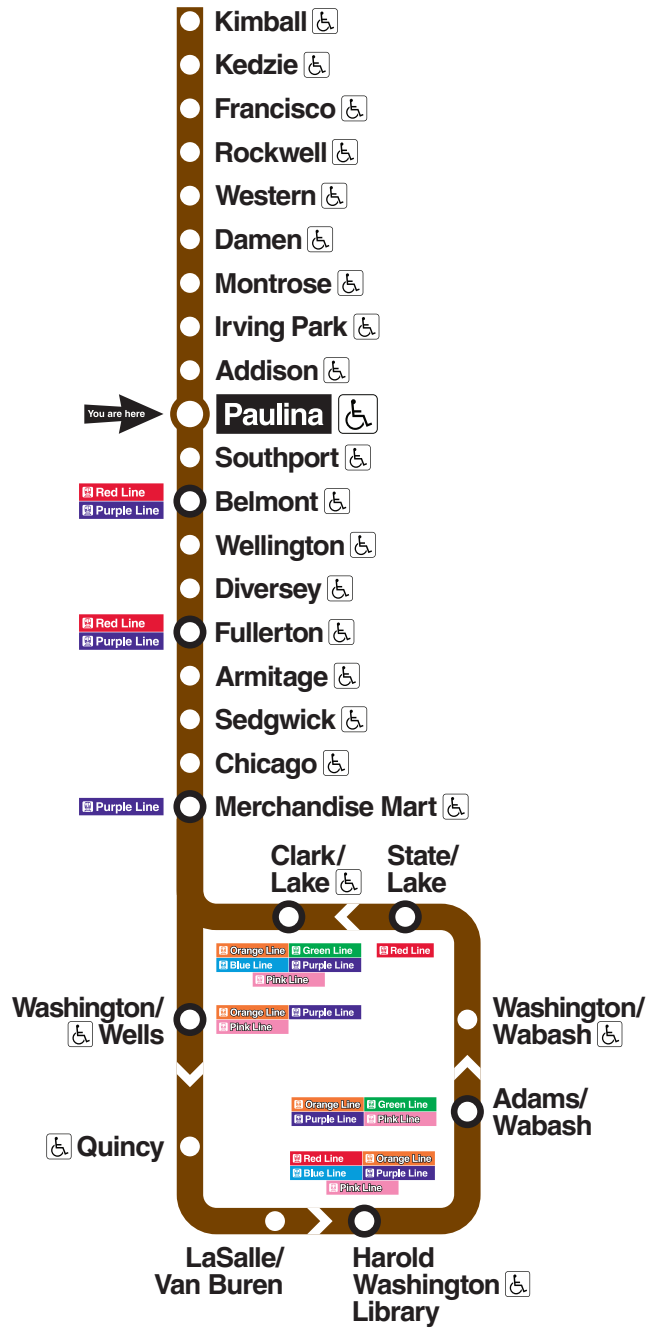 Kimball
Kedzie
Francisco
Rockwell
Western
Damen
Montrose
Irving Park
Addison
You are here
Paulina
Southport
Red Line
Purple Line
Belmont
Wellington
Diversey
Red Line
Purple Line
Fullerton
Armitage
Sedgwick
Chicago
Purple Line
Merchandise Mart
Clark/
Lake
State/
Lake
Orange Line Green Line
Blue Line Purple Line
Pink Line
Red Line
Washington/
Wells
Orange Line Purple Line
Pink Line
Washington/
Wabash
Orange Line Green Line
Purple Line Pink Line
Adams/
Wabash
Quincy
Red Line Orange Line
Blue Line Purple Line
Pink Line
LaSalle/
Van Buren
Harold
Washington
Library